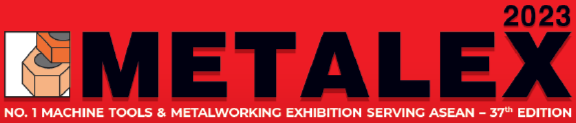 2023
METALEX
NO. 1 MACHINE TOOLS & METALWORKING EXHIBITION SERVING ASEAN – 37th EDITION